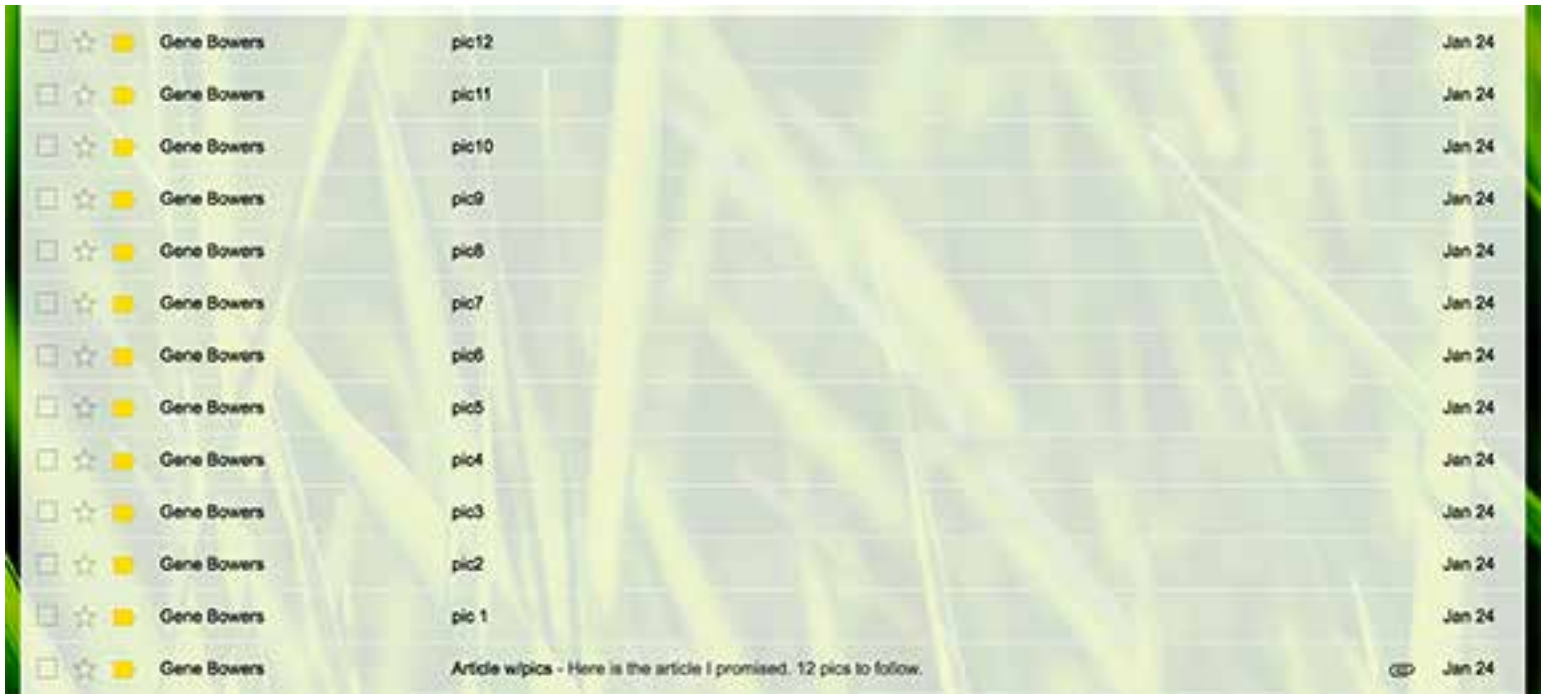 Gene Bowers pic12 Jan 24
Gene Bowers pic11 Jan 24
Gene Bowers pic10 Jan 24
Gene Bowers pic9 Jan 24
Gene Bowers pic8 Jan 24
Gene Bowers pic7 Jan 24
Gene Bowers pic6 Jan 24
Gene Bowers pic5 Jan 24
Gene Bowers pic4 Jan 24
Gene Bowers pic3 Jan 24
Gene Bowers pic2 Jan 24
Gene Bowers pic 1 Jan 24
Gene Bowers Article w/pics - Here is the article I promised. 12 pics to follow. Jan 24